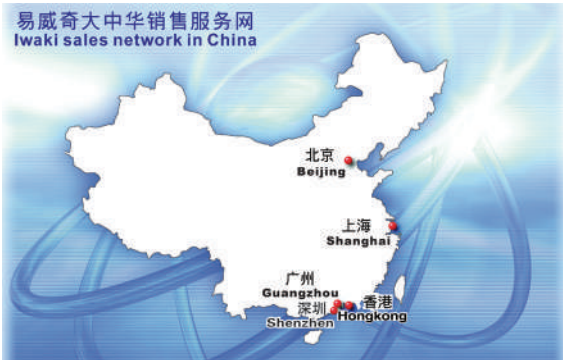 易威奇大中华销售服务网
Iwaki sales network in China
北京
Beijing
上海
Shanghai
广州
Guangzhou
深圳
Shenzhen
香港
Hongkong